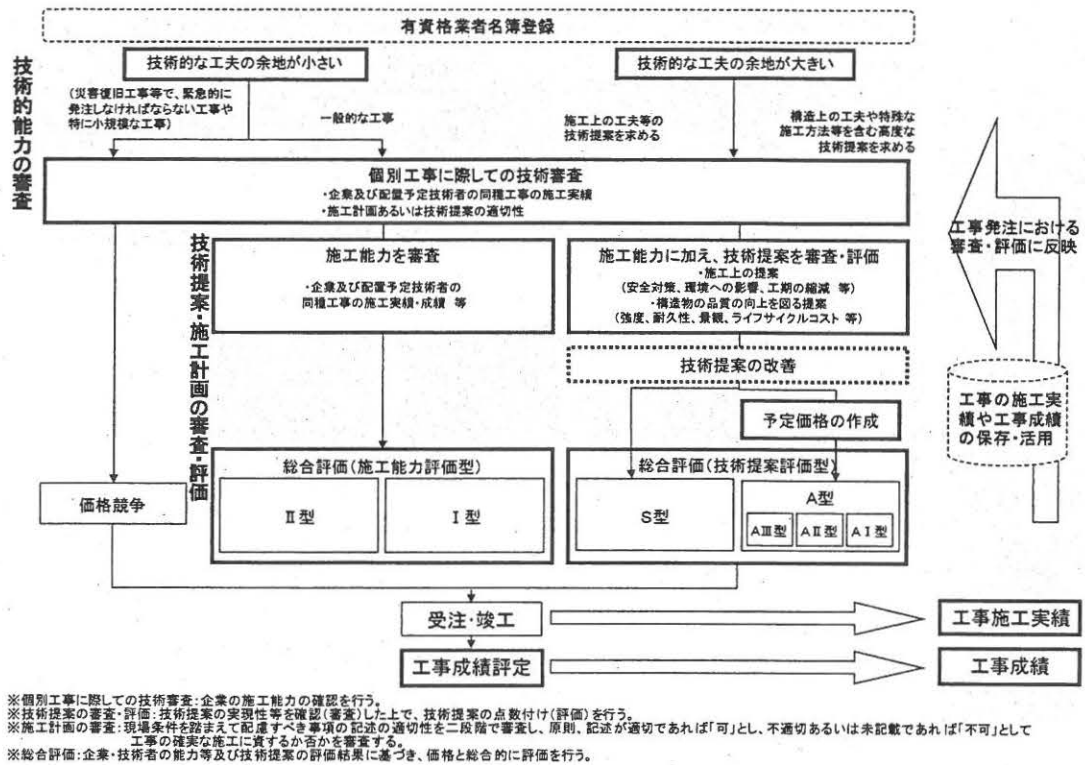 有資格業者名簿登録
技術的能力の審査
技術的な工夫の余地が小さい
技術的な工夫の余地が大きい
(災害復旧工事等で、緊急的に
発注しなければならない工事や
特に小規模な工事)
一般的な工事
施工上の工夫等の
技術提案を求める
構造上の工夫や特殊な
施工方法等を含む高度な
技術提案を求める
個別工事に際しての技術審査
・企業及び配置予定技術者の同種工事の施工実績
・施工計画あるいは技術提案の適切性
技術提案・施工計画の審査・評価
施工能力を審査
・企業及び配置予定技術者の
同種工事の施工実績・成績 等
施工能力に加え、技術提案を審査・評価
・施工上の提案
(安全対策、環境への影響、工期の縮減 等)
・構造物の品質の向上を図る提案
(強度、耐久性、景観、ライフサイクルコスト 等)
技術提案の改善
予定価格の作成
工事発注における
審査・評価に反映
工事の施工実
績や工事成績
の保存・活用
価格競争
総合評価(施工能力評価型)
Ⅱ型
Ⅰ型
総合評価(技術提案評価型)
S型
A型
AⅢ型
AⅡ型
AⅠ型
受注・竣工
工事施工実績
工事成績評定
工事成績
※個別工事に際しての技術審査:企業の施工能力の確認を行う。
※技術提案の審査・評価:技術提案の実現性等を確認(審査)した上で、技術提案の点数付け(評価)を行う。
※施工計画の審査:現場条件を踏まえて配慮すべき事項の記述の適切性を二段階で審査し、原則、記述が適切であれば「可」とし、不適切あるいは未記載であれば「不可」として
工事の確実な施工に資するか否かを審査する。
※総合評価:企業・技術者の能力等及び技術提案の評価結果に基づき、価格と総合的に評価を行う。